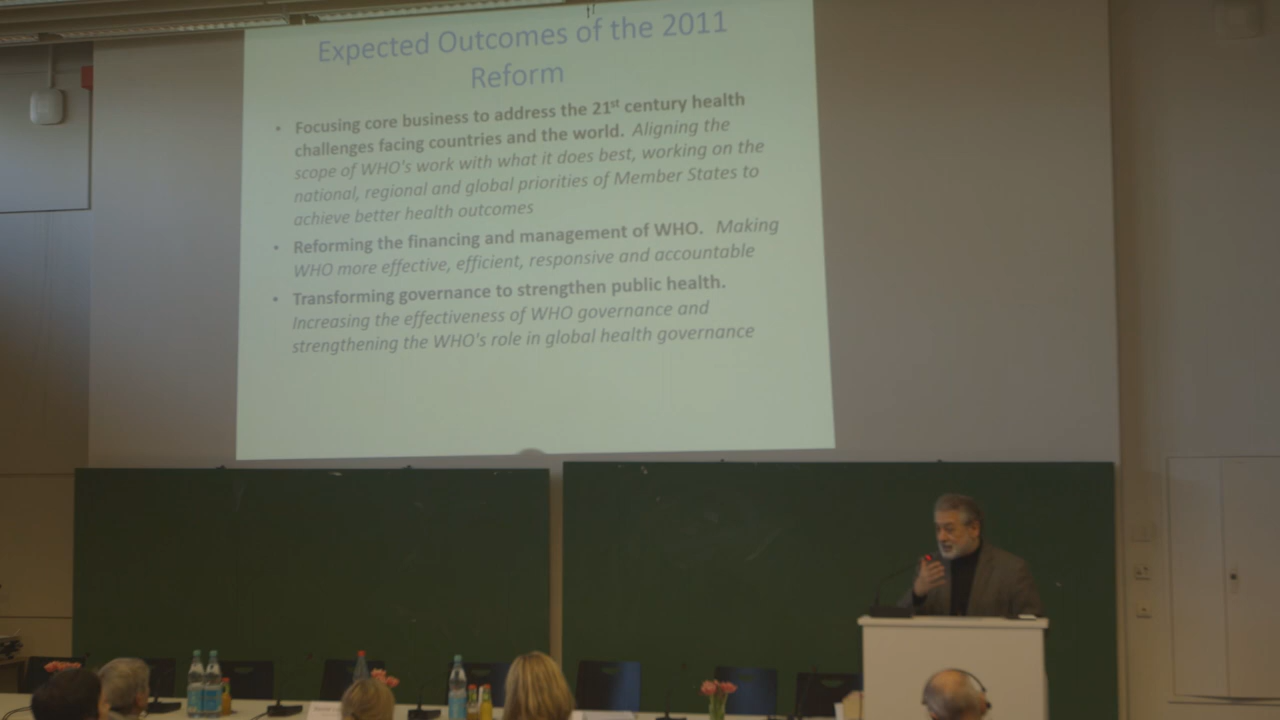 Expected Outcomes of the 2011
Reform
• Focusing core business to address the 21st century health
challenges facing countries and the world. Aligning the
scope of WHO's work with what it does best, working on the
national, regional and global priorities of Member States to
achieve better health outcomes
• Reforming the financing and management of WHO. Making
WHO more effective, efficient, responsive and accountable
• Transforming governance to strengthen public health.
Increasing the effectiveness of WHO governance and
strengthening the WHO's role in global health governance